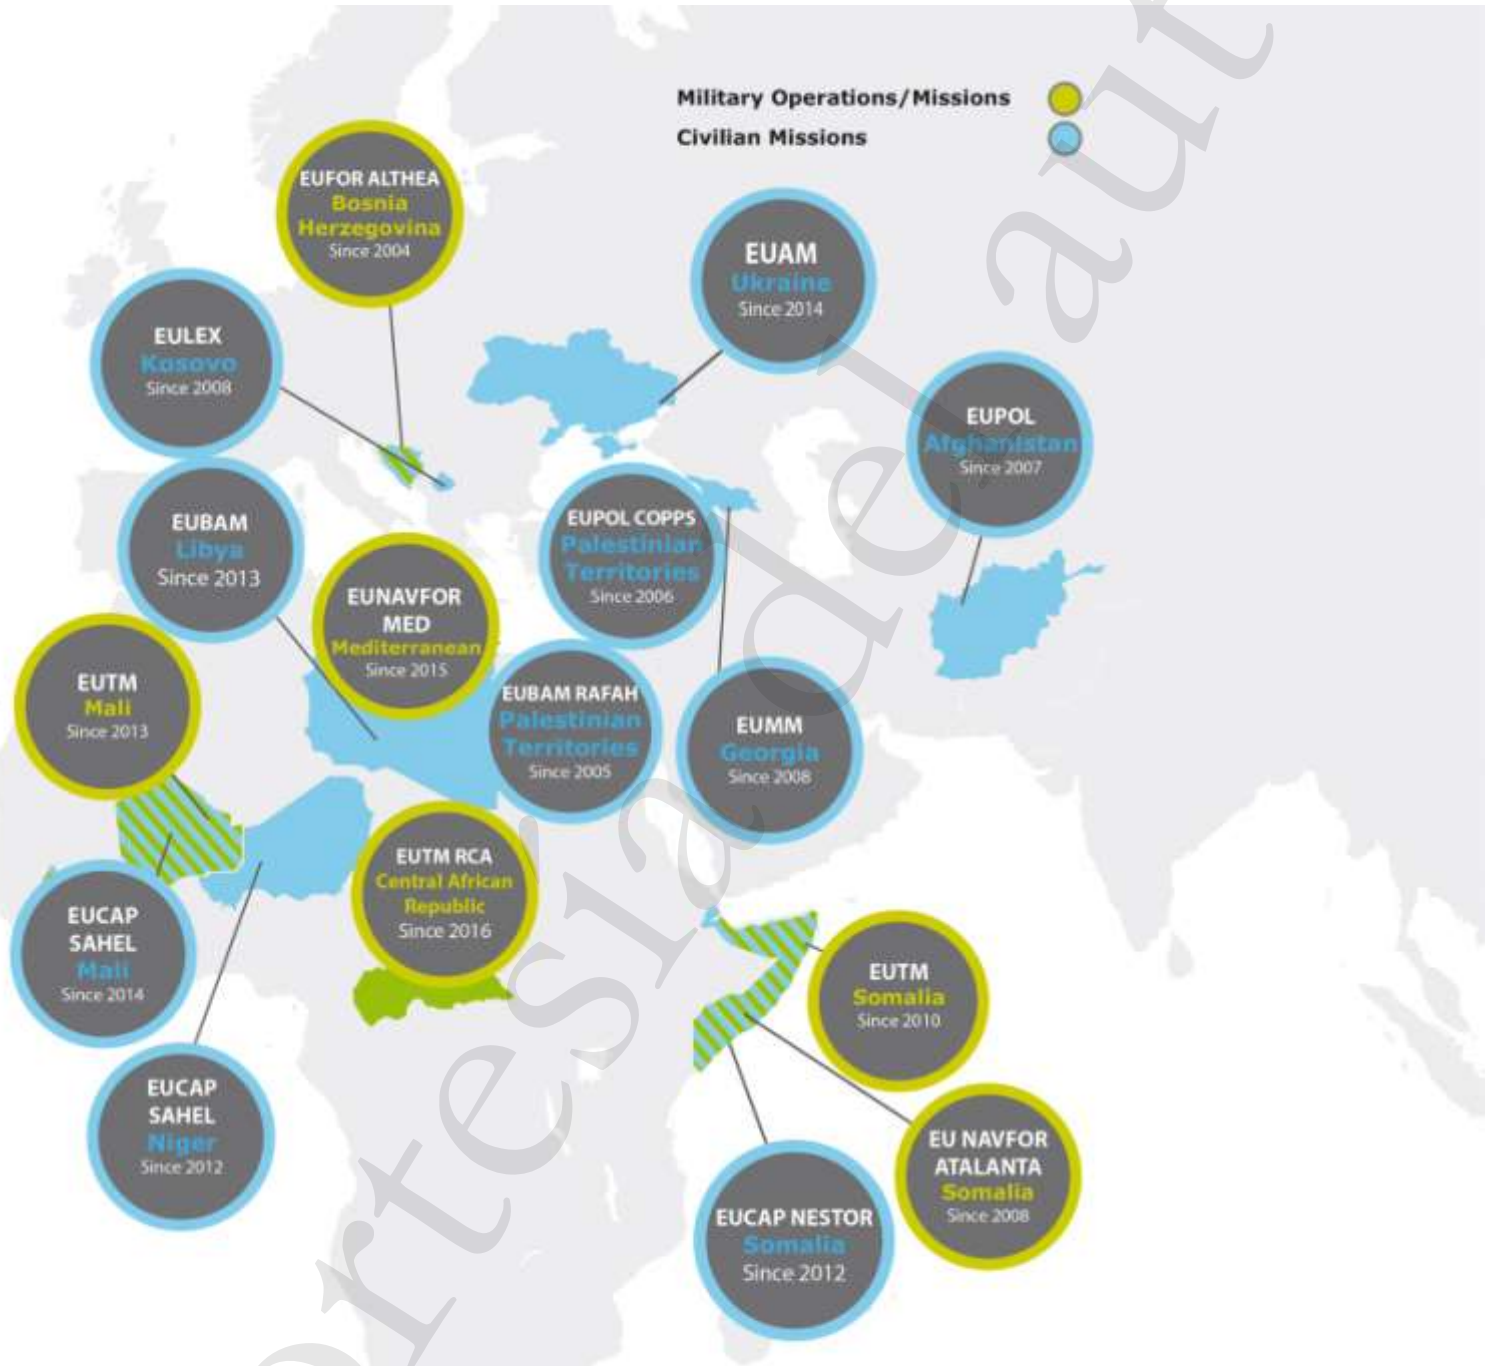 Military Operations/Missions
Civilian Missions
EUFOR ALTHEA
Bosnia
Herzegovina
Since 2004
EUAM
Ukraine
Since 2014
EULEX
Kosovo
Since 2008
EUPOL
Afghanistan
Since 2007
EUBAM
Libya
Since 2013
EUPOL COPPS
Palestinian
Territories
Since 2006
EUNAVFOR
MED
Mediterranean
Since 2015
EUTM
Mali
Since 2013
EUBAM RAFAH
Palestinian
Territories
Since 2005
EUMM
Georgia
Since 2008
EUTM RCA
Central African
Republic
Since 2016
EUCAP
SAHEL
Mali
Since 2014
EUTM
Somalia
Since 2010
EUCAP
SAHEL
Niger
Since 2012
EU NAVFOR
ATALANTA
Somalia
Since 2008
EUCAP NESTOR
Somalia
Since 2012
ortesía del aut